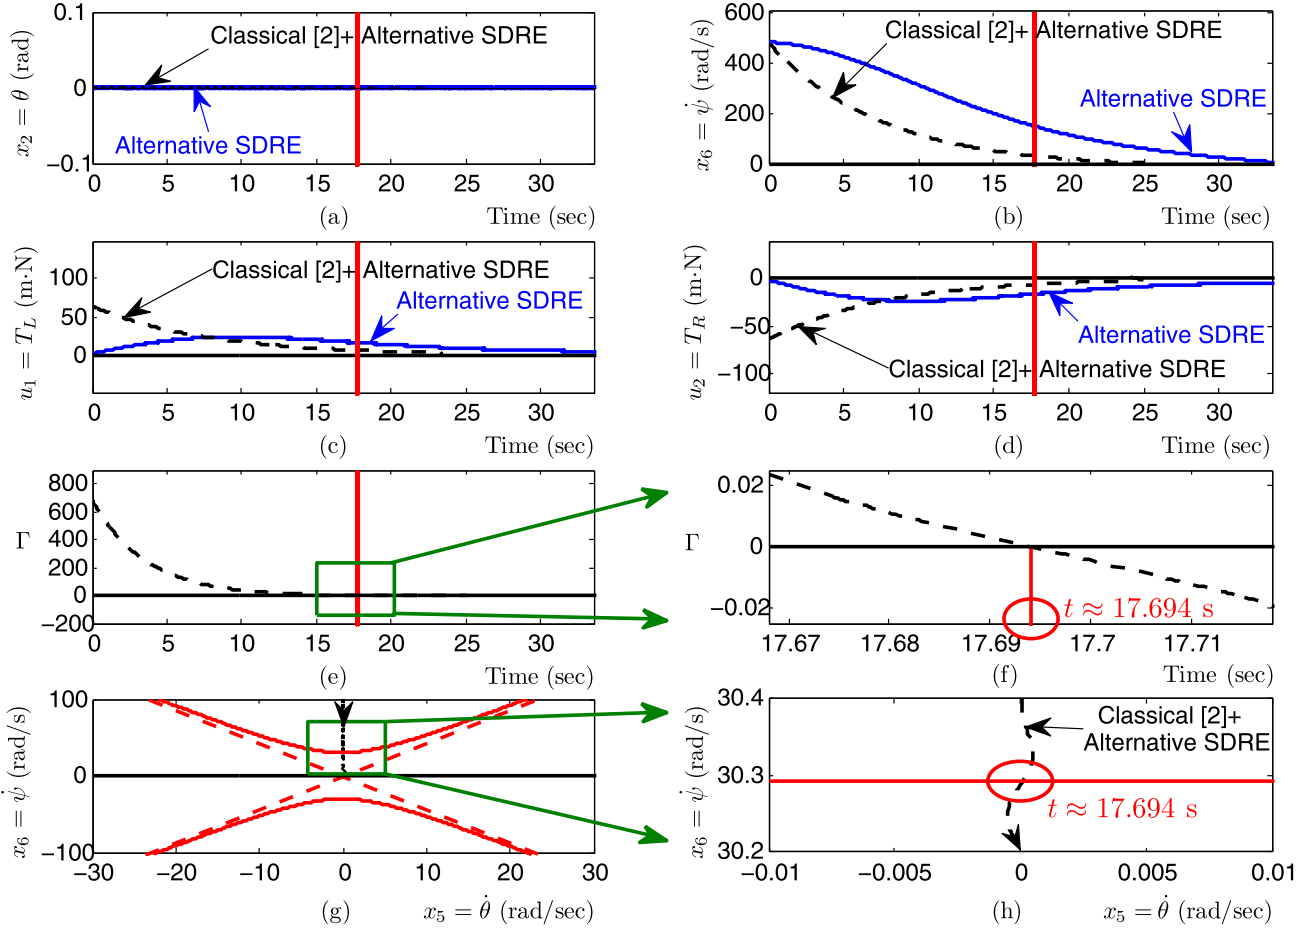 0.1
0
−0.1
x₂ = θ (rad)
Classical [2]+ Alternative SDRE
Alternative SDRE
0 5 10 15 20 25 30
(a) Time (sec)
600
400
200
0
x₆ = ψ̇ (rad/s)
Classical [2]+ Alternative SDRE
Alternative SDRE
0 5 10 15 20 25 30
(b) Time (sec)
100
50
0
u₁ = T_L (m·N)
Classical [2]+ Alternative SDRE
Alternative SDRE
0 5 10 15 20 25 30
(c) Time (sec)
0
−50
−100
u₂ = T_R (m·N)
Alternative SDRE
Classical [2]+ Alternative SDRE
0 5 10 15 20 25 30
(d) Time (sec)
800
600
400
200
0
−200
Γ
0 5 10 15 20 25 30
(e) Time (sec)
0.02
0
−0.02
Γ
t ≈ 17.694 s
17.67 17.68 17.69 17.7 17.71
(f) Time (sec)
100
0
−100
x₆ = ψ̇ (rad/s)
−30 −20 −10 0 10 20 30
(g) x₅ = θ̇ (rad/sec)
30.4
30.3
30.2
x₆ = ψ̇ (rad/s)
Classical [2]+
Alternative SDRE
t ≈ 17.694 s
−0.01 −0.005 0 0.005 0.01
(h) x₅ = θ̇ (rad/sec)